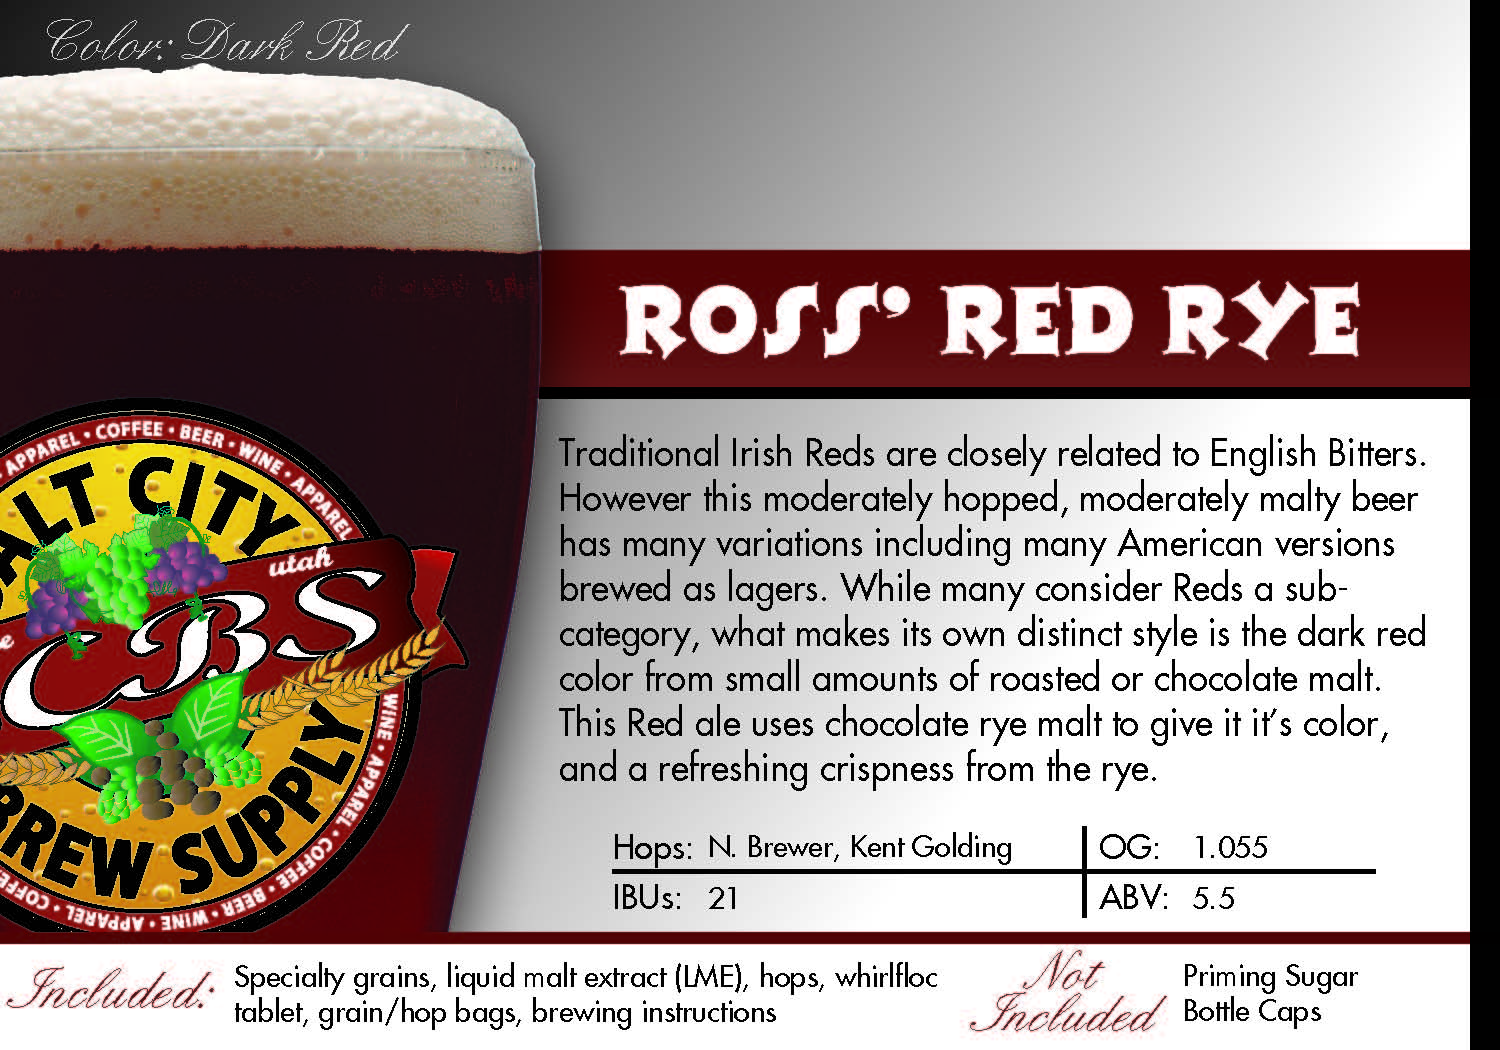 Color: Dark Red
ROSS' RED RYE
Traditional Irish Reds are closely related to English Bitters.
However this moderately hopped, moderately malty beer
has many variations including many American versions
brewed as lagers. While many consider Reds a sub-
category, what makes its own distinct style is the dark red
color from small amounts of roasted or chocolate malt.
This Red ale uses chocolate rye malt to give it it's color,
and a refreshing crispness from the rye.
Hops: N. Brewer, Kent Golding
OG: 1.055
IBUs: 21
ABV: 5.5
APPAREL • COFFEE • BEER • WINE • APPAREL
ALT CITY
utah
CBS
BREW SUPPLY
WINE • APPAREL • COFFEE • BEER • WINE • APPAREL • COFFEE
Included: Specialty grains, liquid malt extract (LME), hops, whirlfloc
tablet, grain/hop bags, brewing instructions
Not
Included
Priming Sugar
Bottle Caps